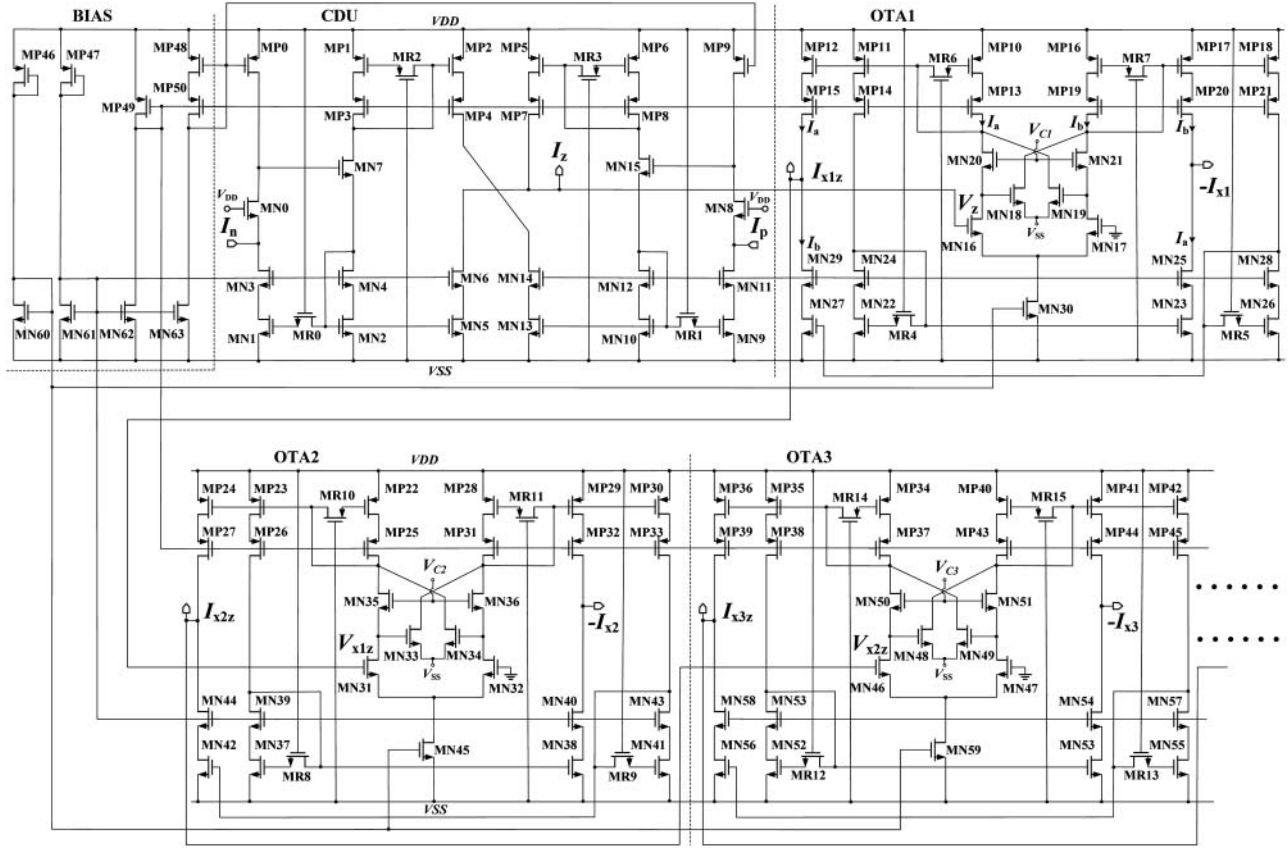 BIAS CDU VDD OTA1
MP46 MP47 MP48 MP0 MP1 MR2 MP2 MP5 MR3 MP6 MP9 MP12 MP11 MR6 MP10 MP16 MR7 MP17 MP18
MP50
MP49 MP3 MP4 MP7 MP8 MP15 MP14 MP13 MP19 MP20 MP21
Ia Ia VC1 Ib Ib
MN7 Iz MN15 MN20 MN21
Ix1z -Ix1
VDD MN0 MN8 VDD Vz MN18 MN19
In Ip VSS
Ib MN16 MN17 Ia
MN3 MN4 MN6 MN14 MN12 MN11 MN29 MN24 MN25 MN28
MN27 MN22 MN30 MN23 MN26
MN60 MN61 MN62 MN63 MN1 MR0 MN2 MN5 MN13 MN10 MR1 MN9 MR4 MR5
VSS
OTA2 VDD OTA3
MP24 MP23 MR10 MP22 MP28 MR11 MP29 MP30 MP36 MP35 MR14 MP34 MP40 MR15 MP41 MP42
MP27 MP26 MP25 MP31 MP32 MP33 MP39 MP38 MP37 MP43 MP44 MP45
VC2 VC3
MN35 MN36 MN50 MN51
Ix2z -Ix2 Ix3z -Ix3
Vx1z MN33 MN34 Vx2z MN48 MN49
VSS VSS
MN31 MN32 MN46 MN47
MN44 MN39 MN40 MN43 MN58 MN53 MN54 MN57
MN42 MN37 MN45 MN38 MN41 MN56 MN52 MN59 MN53 MN55
MR8 MR9 MR12 MR13
VSS